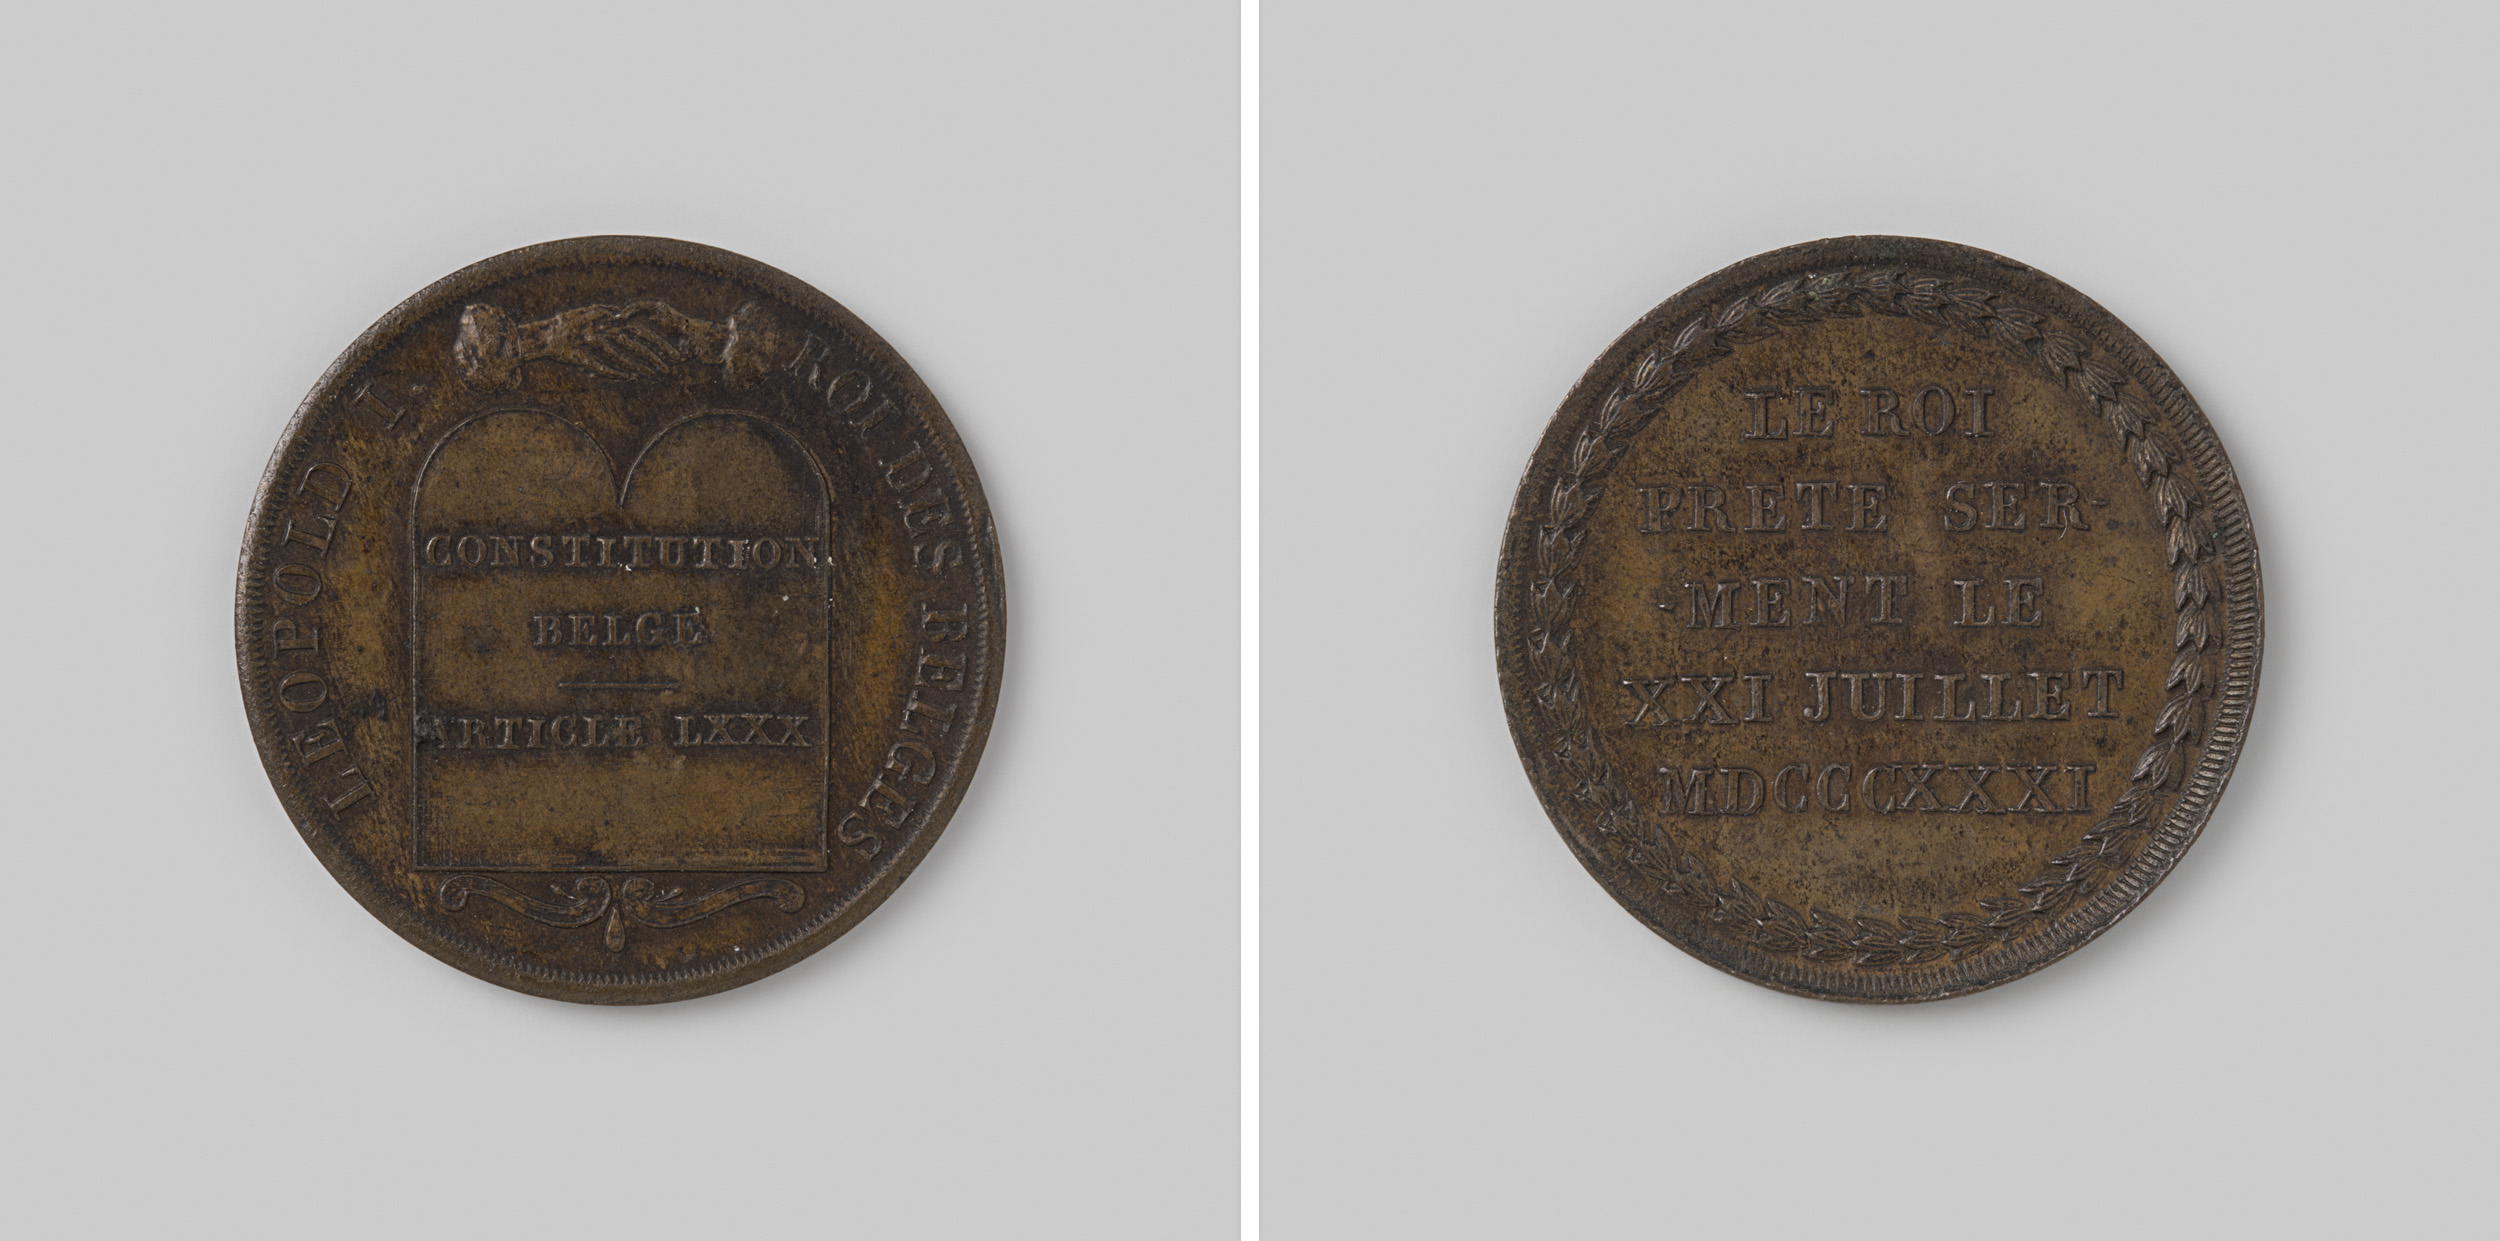 LEOPOLD I. ROI DES BELGES
CONSTITUTION
BELGE
ARTICLE LXXX
LE ROI
PRETE SER-
-MENT LE
XXI JUILLET
MDCCCXXXI